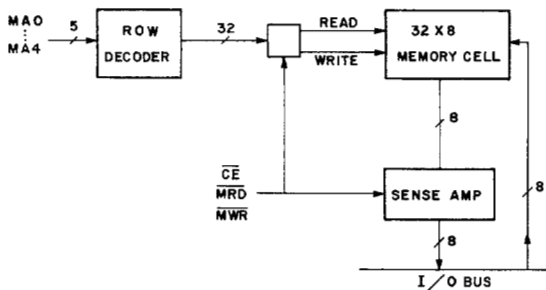 MA0
MA4
5
ROW
DECODER
32
READ
WRITE
32 X 8
MEMORY CELL
8
8
CE
MRD
MWR
SENSE AMP
8
I/O BUS